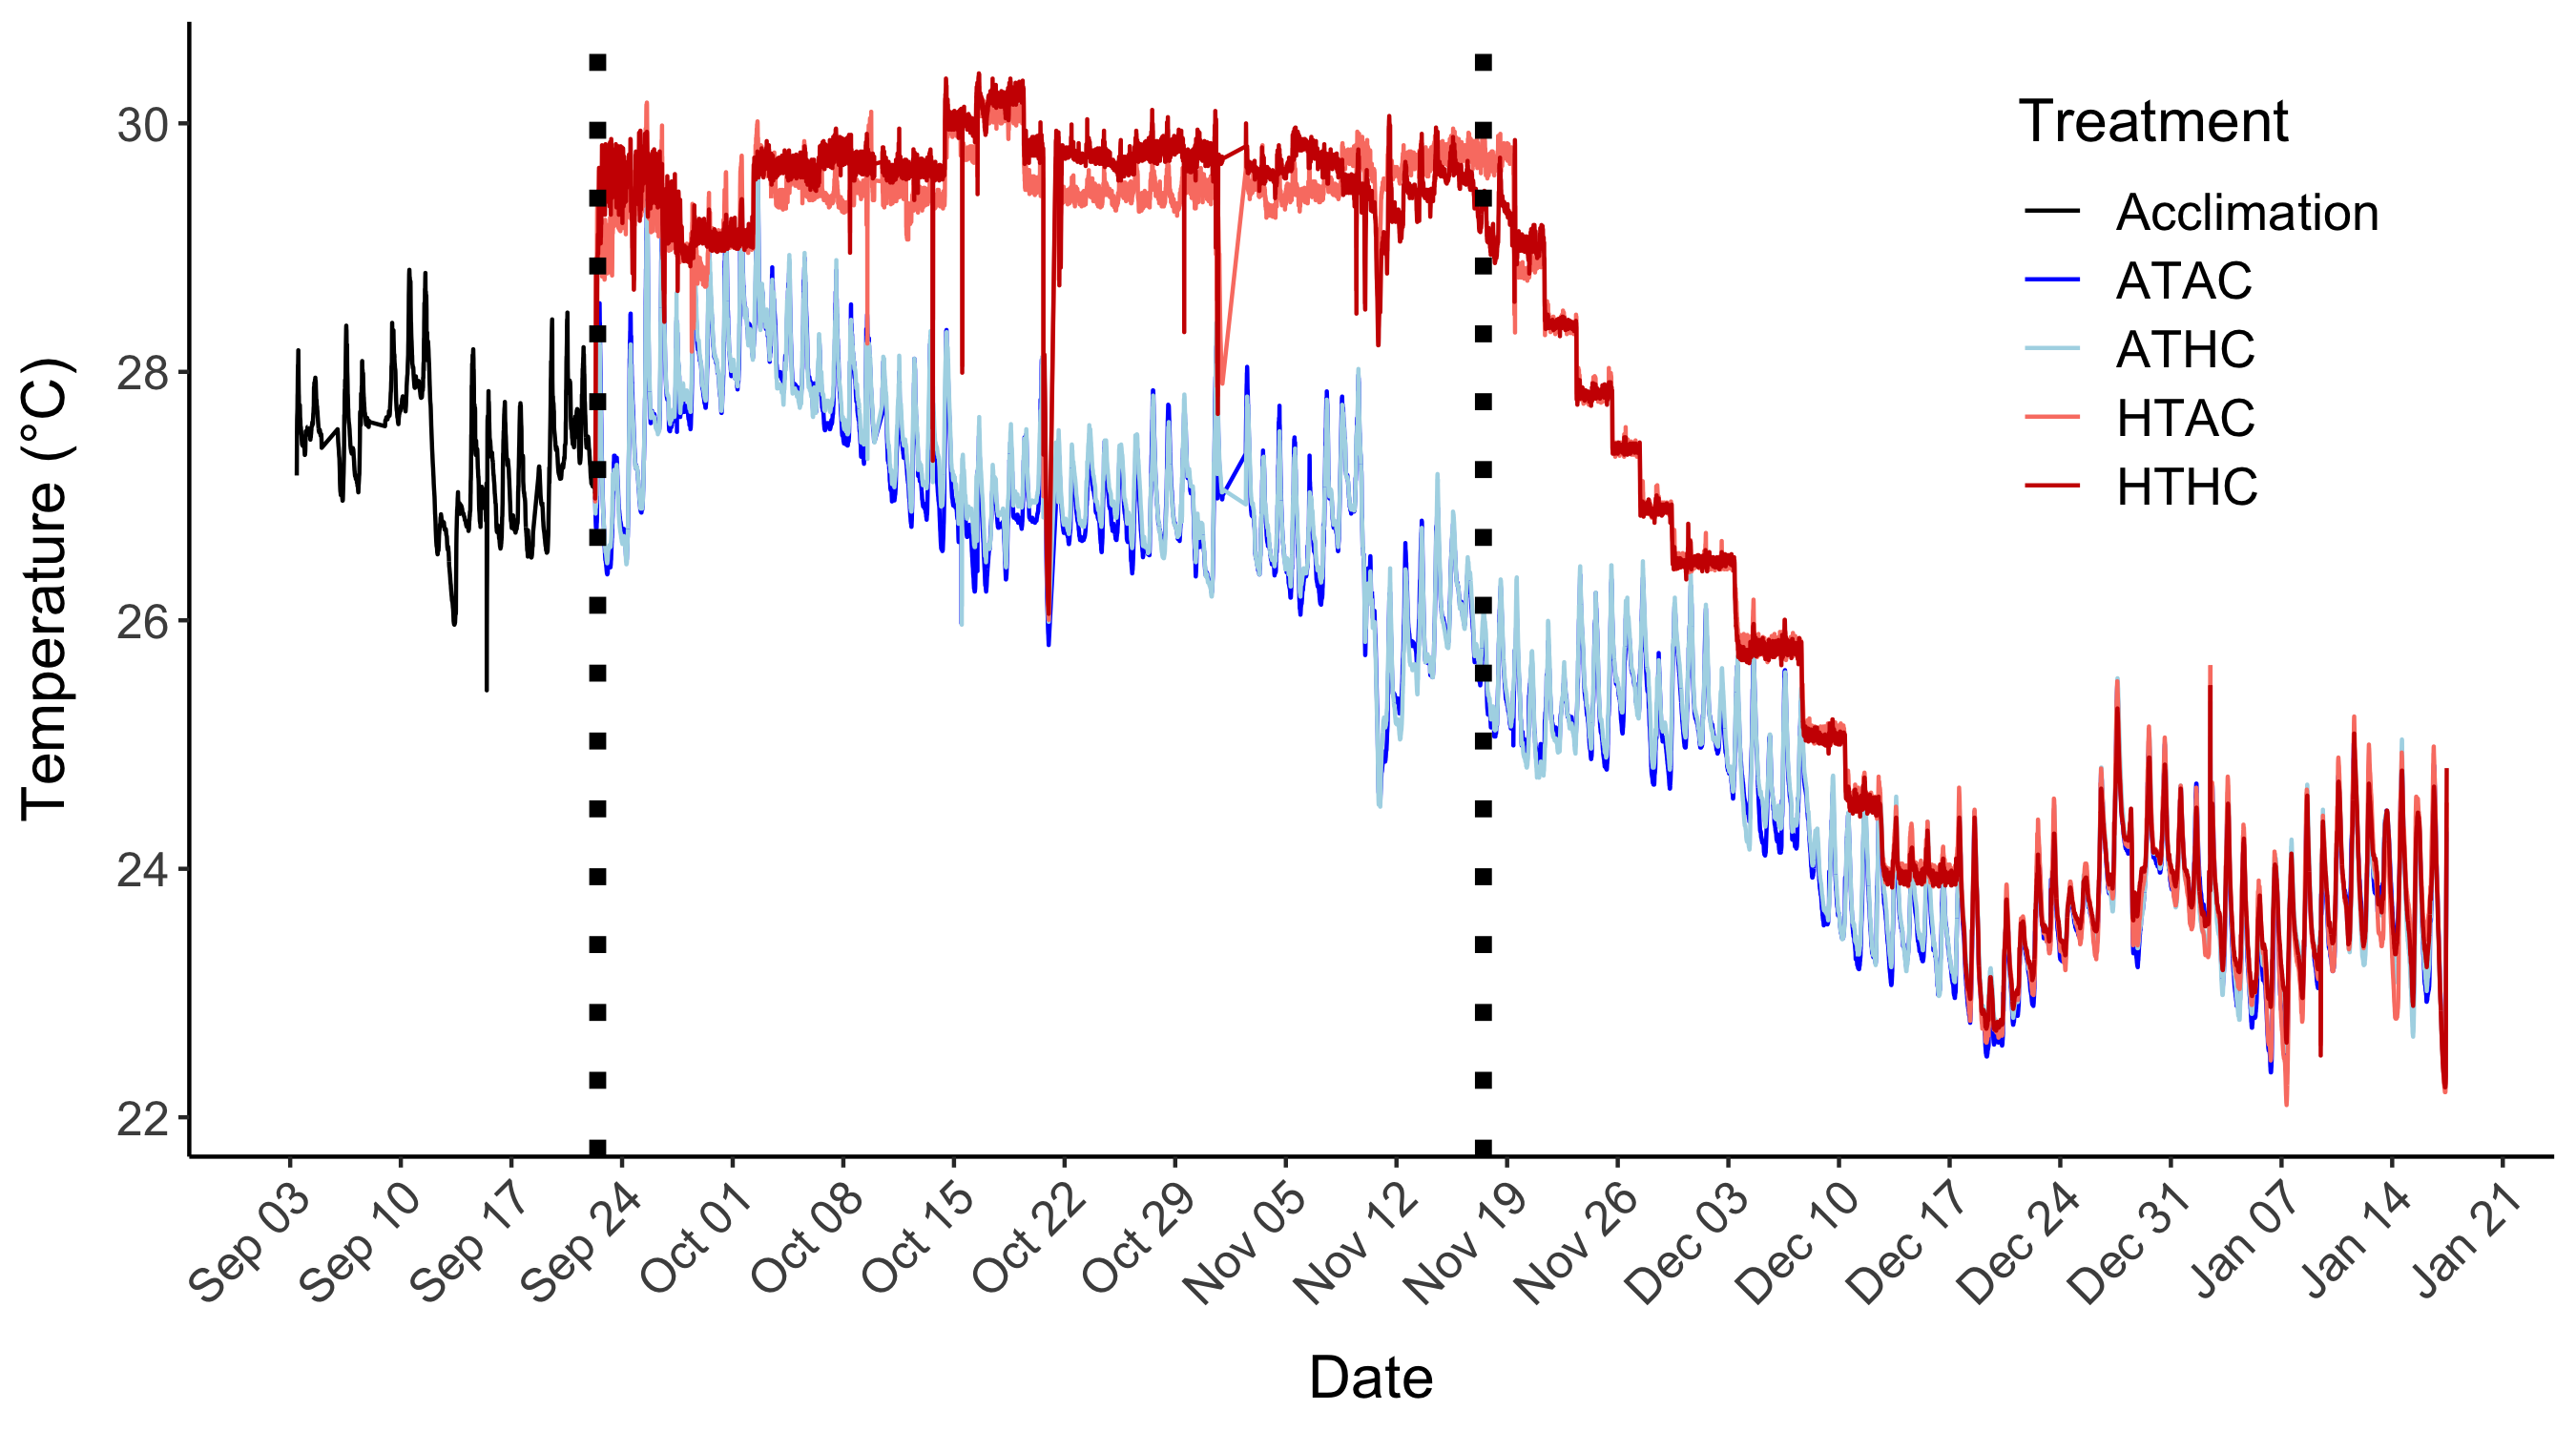 Temperature (°C)
30
28
26
24
22
Treatment
Acclimation
ATAC
ATHC
HTAC
HTHC
Sep 03
Sep 10
Sep 17
Sep 24
Oct 01
Oct 08
Oct 15
Oct 22
Oct 29
Nov 05
Nov 12
Nov 19
Nov 26
Dec 03
Dec 10
Dec 17
Dec 24
Dec 31
Jan 07
Jan 14
Jan 21
Date